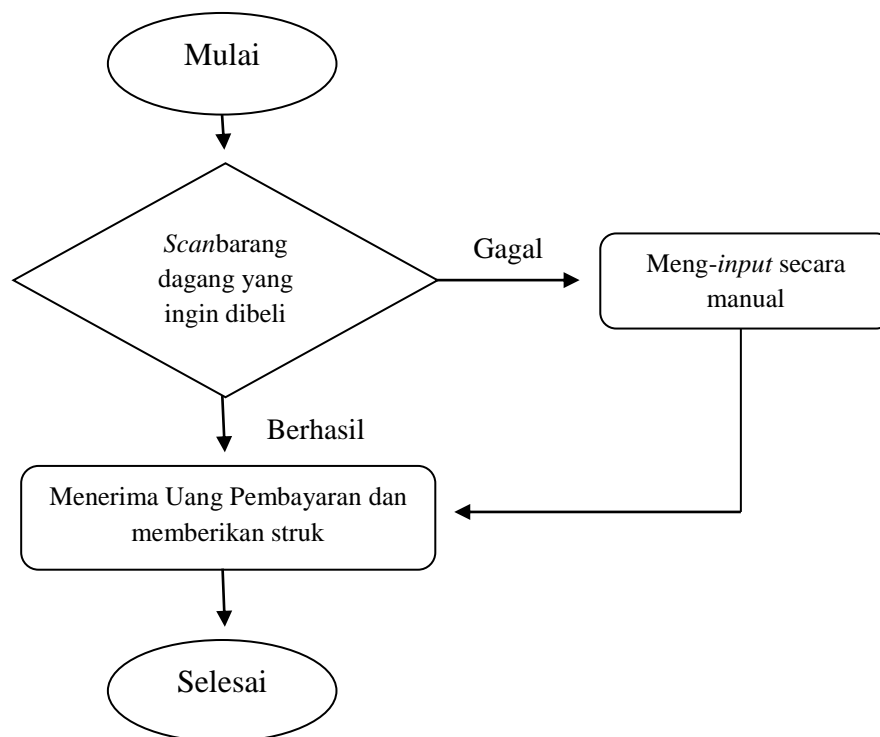 Mulai
Scanbarang
dagang yang
ingin dibeli
Gagal
Meng-input secara
manual
Berhasil
Menerima Uang Pembayaran dan
memberikan struk
Selesai